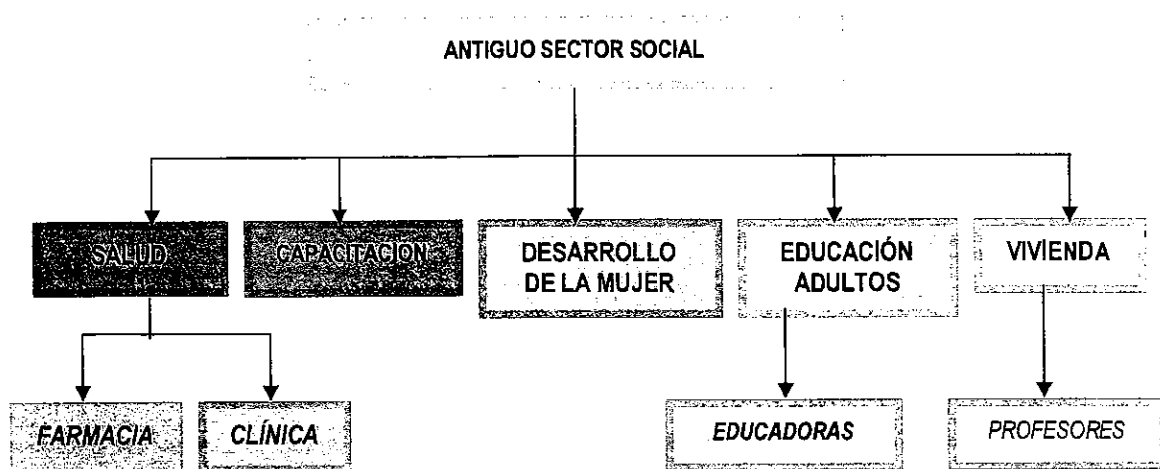 ANTIGUO SECTOR SOCIAL
SALUD
CAPACITACION
DESARROLLO
DE LA MUJER
EDUCACIÓN
ADULTOS
VIVIENDA
FARMACIA
CLÍNICA
EDUCADORAS
PROFESORES